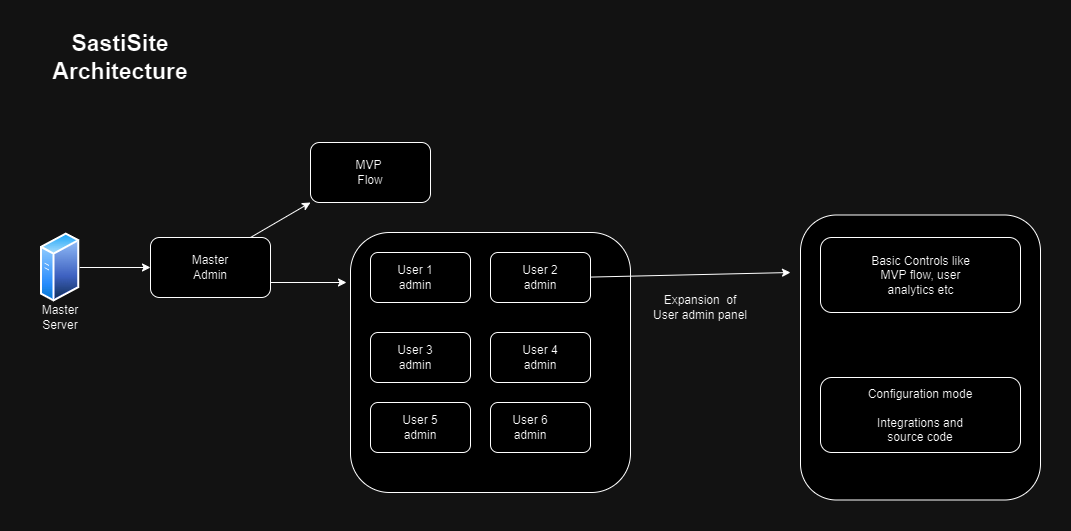 SastiSite
Architecture
MVP
Flow
Master
Server
Master
Admin
User 1
admin
User 2
admin
User 3
admin
User 4
admin
User 5
admin
User 6
admin
Expansion of
User admin panel
Basic Controls like
MVP flow, user
analytics etc
Configuration mode
Integrations and
source code